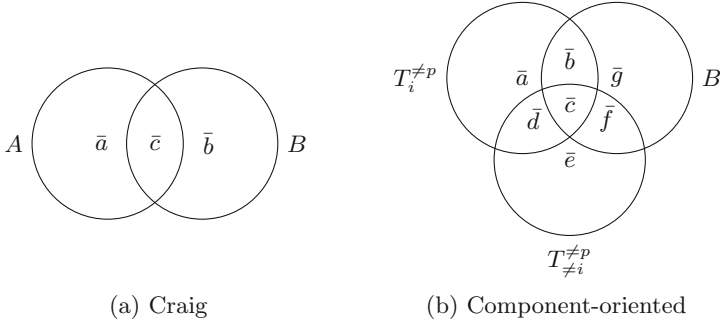 A ā c̄ b̄ B
(a) Craig
T_i^{≠p} ā b̄ ḡ B
d̄ c̄ f̄
ē
T_{≠i}^{≠p}
(b) Component-oriented